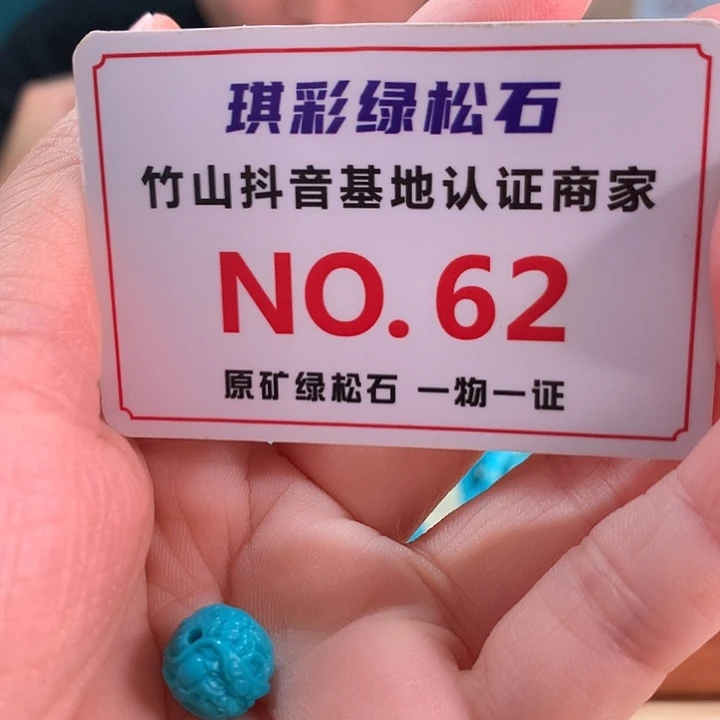 琪彩绿松石
竹山抖音基地认证商家
NO. 62
原矿绿松石 一物一证